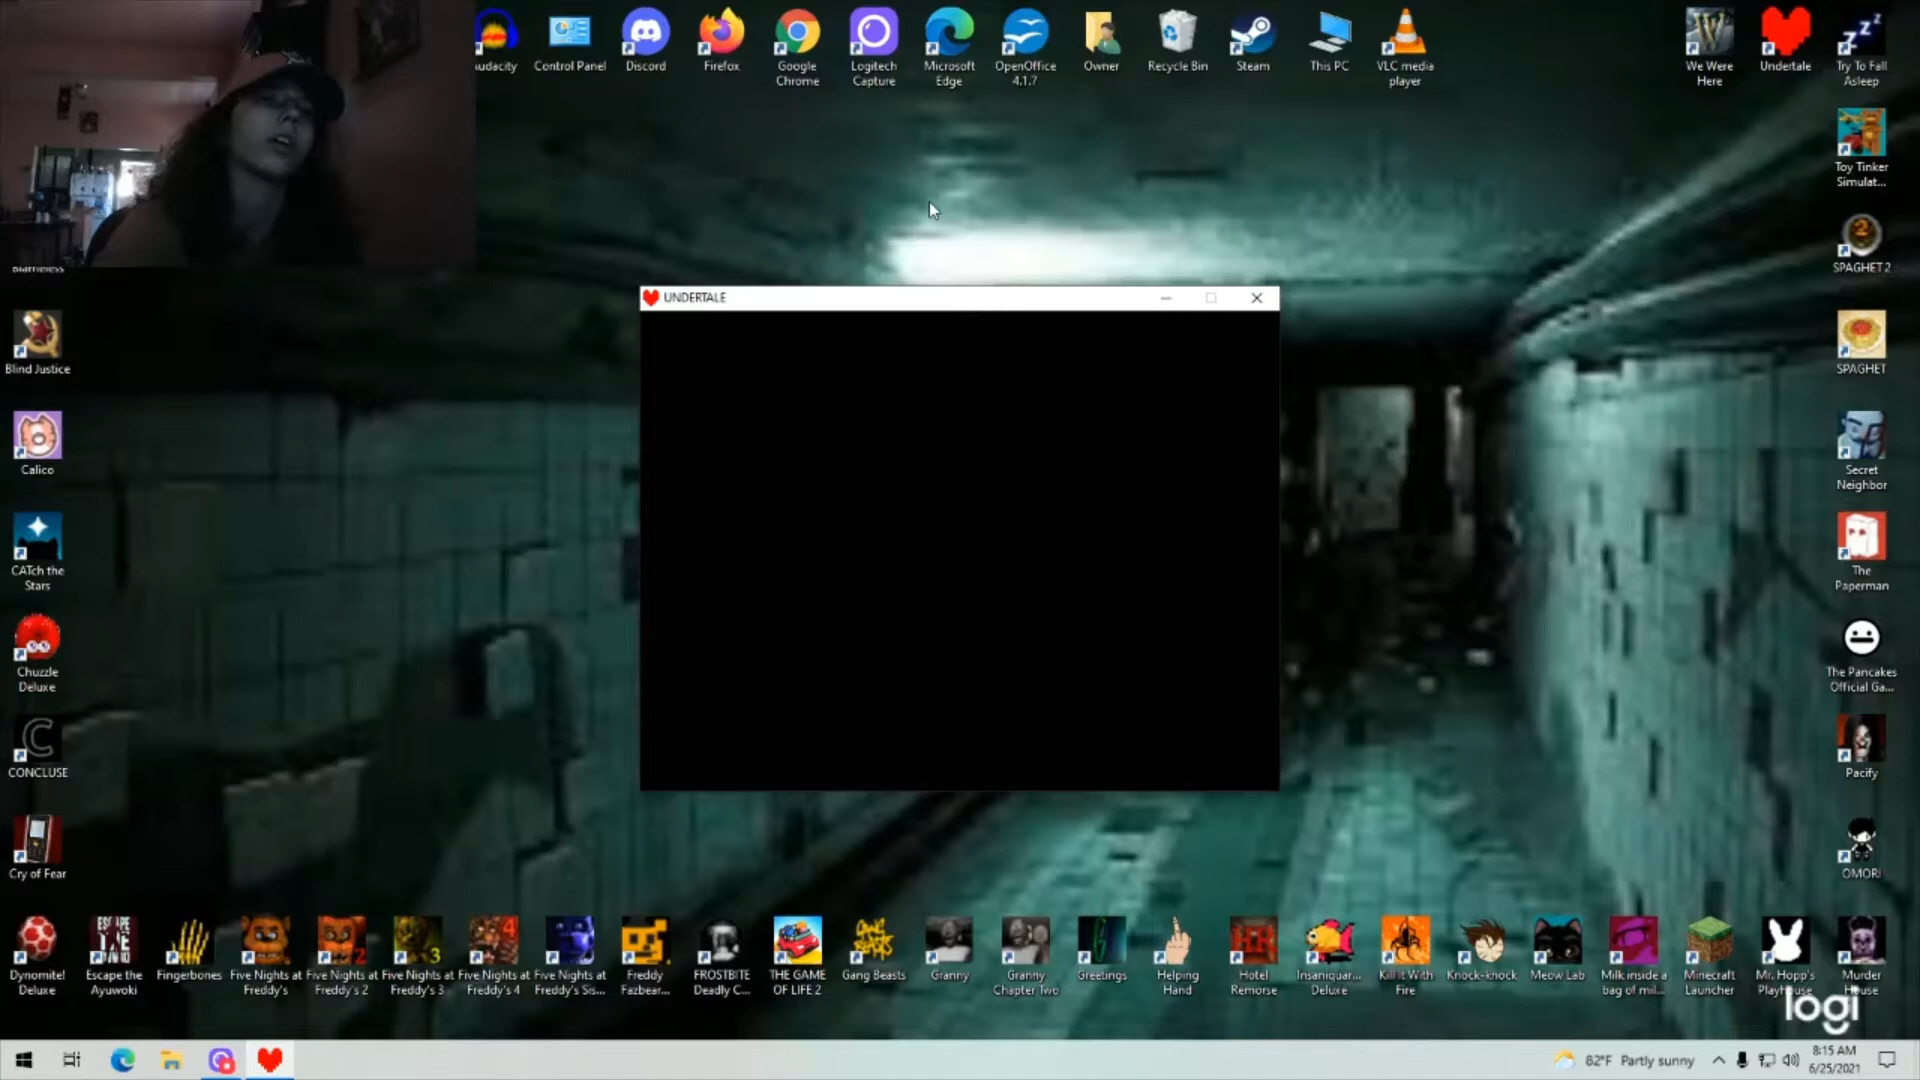 Audacity
Control Panel
Discord
Firefox
Google
Chrome
Logitech
Capture
Microsoft
Edge
OpenOffice
4.1.7
Owner
Recycle Bin
Steam
This PC
VLC media
player
We Were
Here
Undertale
Try To Fall
Asleep
Toy Tinker
Simulat...
SPAGHET 2
UNDERTALE
Blind Justice
SPAGHET
Calico
Secret
Neighbor
CATch the
Stars
The
Paperman
Chuzzle
Deluxe
The Pancakes
Official Ga...
CONCLUSE
Pacify
Cry of Fear
OMORI
Dynomite!
Deluxe
Escape the
Ayuwoki
Fingerbones
Five Nights at
Freddy's
Five Nights at
Freddy's 2
Five Nights at
Freddy's 3
Five Nights at
Freddy's 4
Five Nights at
Freddy's Sis...
Freddy
Fazbear...
FROSTBITE
Deadly C...
THE GAME
OF LIFE 2
Gang Beasts
Granny
Granny
Chapter Two
Greetings
Helping
Hand
Hotel
Remorse
Insaniquar...
Deluxe
Kill It With
Fire
Knock-knock
Meow Lab
Milk inside a
bag of mil...
Minecraft
Launcher
Mr. Hopp's
Playhouse
Murder
House
logi
82°F Partly sunny
8:15 AM
6/25/2021